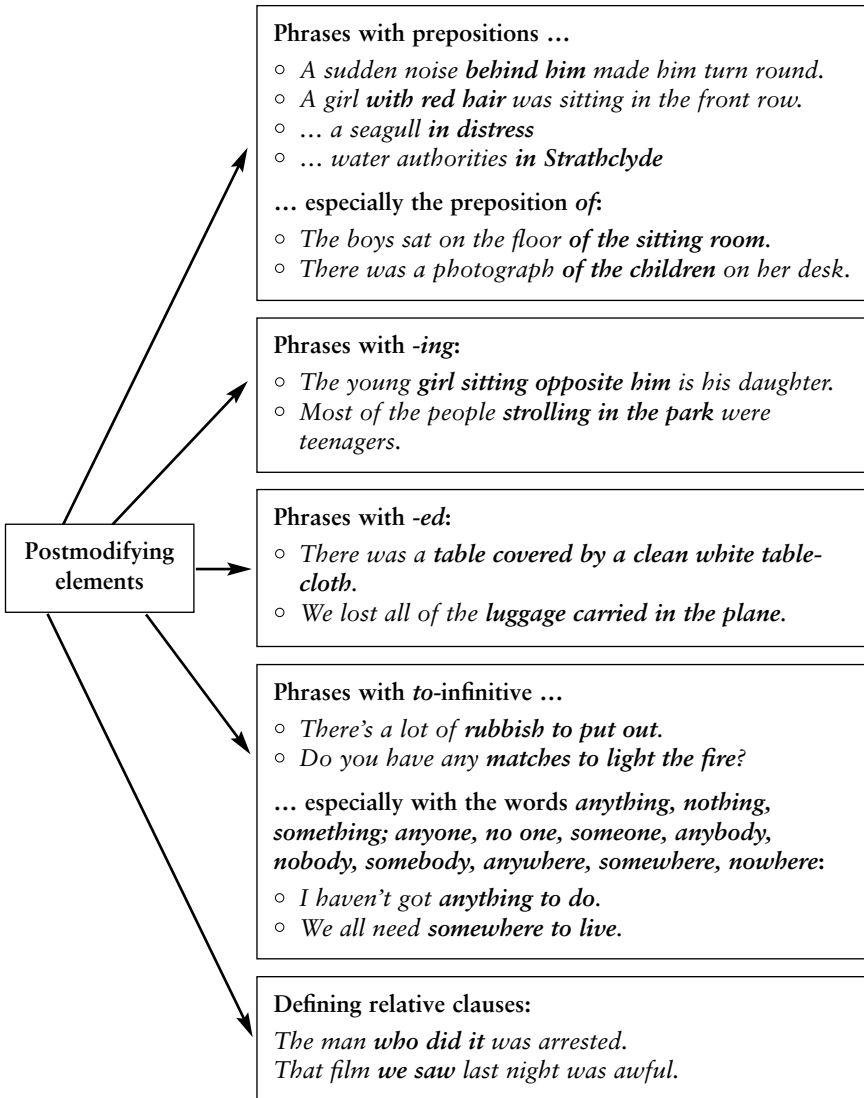 Phrases with prepositions …
○ A sudden noise behind him made him turn round.
○ A girl with red hair was sitting in the front row.
○ … a seagull in distress
○ … water authorities in Strathclyde
… especially the preposition of:
○ The boys sat on the floor of the sitting room.
○ There was a photograph of the children on her desk.
Phrases with -ing:
○ The young girl sitting opposite him is his daughter.
○ Most of the people strolling in the park were
teenagers.
Postmodifying
elements
Phrases with -ed:
○ There was a table covered by a clean white table-
cloth.
○ We lost all of the luggage carried in the plane.
Phrases with to-infinitive …
○ There's a lot of rubbish to put out.
○ Do you have any matches to light the fire?
… especially with the words anything, nothing,
something; anyone, no one, someone, anybody,
nobody, somebody, anywhere, somewhere, nowhere:
○ I haven't got anything to do.
○ We all need somewhere to live.
Defining relative clauses:
The man who did it was arrested.
That film we saw last night was awful.